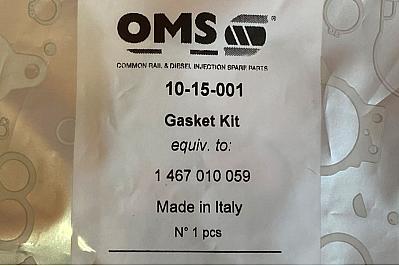 OMS®
COMMON RAIL & DIESEL INJECTION SPARE PARTS
10-15-001
Gasket Kit
equiv. to:
1 467 010 059
Made in Italy
N° 1 pcs